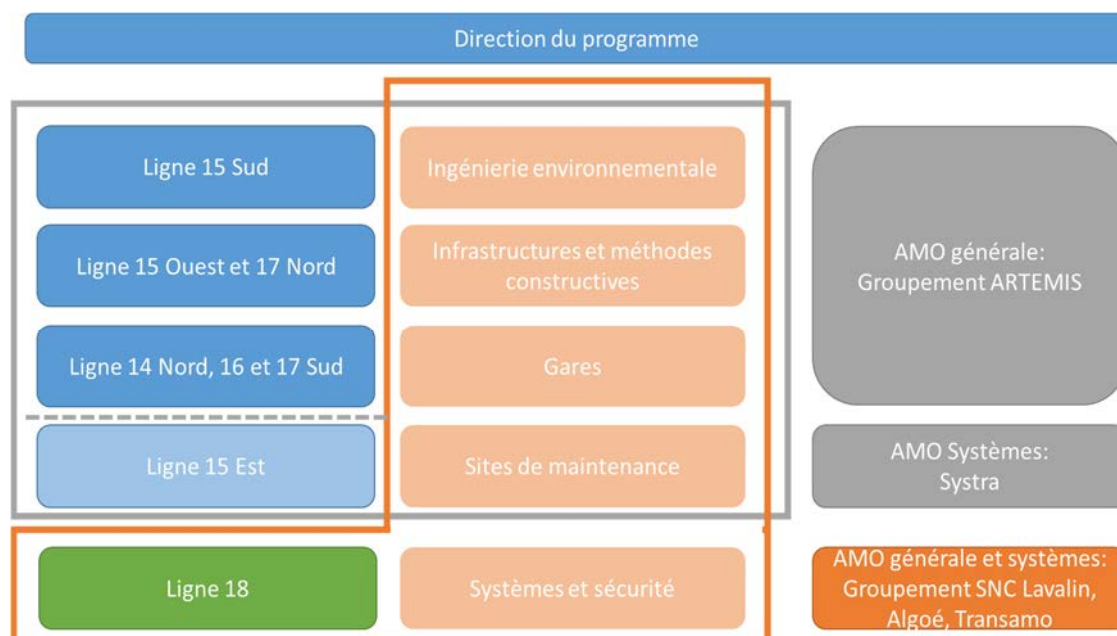 Direction du programme
Ligne 15 Sud
Ingénierie environnementale
Ligne 15 Ouest et 17 Nord
Infrastructures et méthodes
constructives
Ligne 14 Nord, 16 et 17 Sud
Gares
AMO générale:
Groupement ARTEMIS
Ligne 15 Est
Sites de maintenance
AMO Systèmes:
Systra
Ligne 18
Systèmes et sécurité
AMO générale et systèmes:
Groupement SNC Lavalin,
Algoé, Transamo